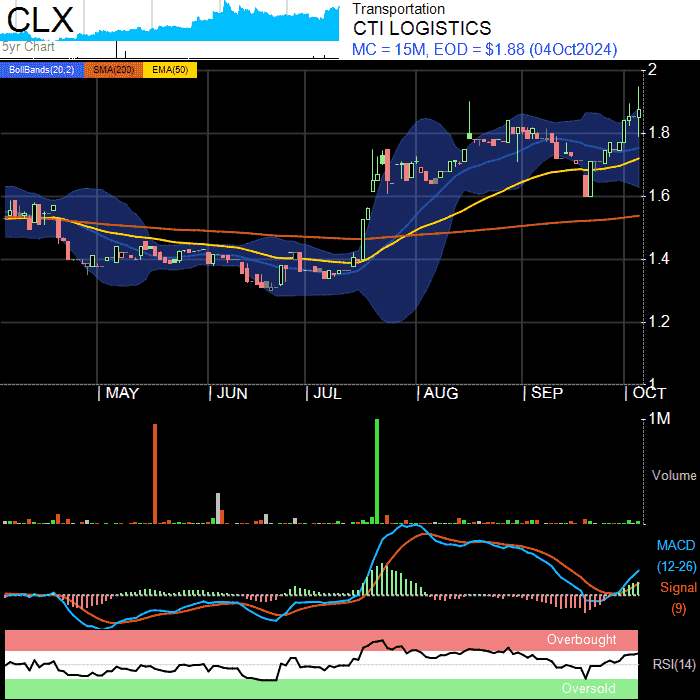 CLX
5yr Chart
Transportation
CTI LOGISTICS
MC = 15M, EOD = $1.88 (04Oct2024)
BollBands(20,2) SMA(200) EMA(50)
2
1.8
1.6
1.4
1.2
1
MAY JUN JUL AUG SEP OCT
1M
Volume
MACD
(12-26)
Signal
(9)
Overbought
RSI(14)
Oversold